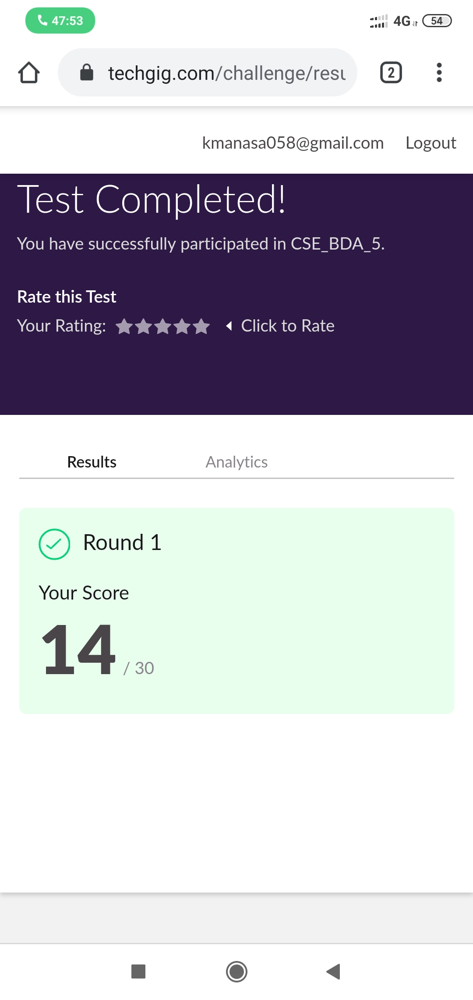 47:53 4G 54
techgig.com/challenge/resu
2
kmanasa058@gmail.com Logout
Test Completed!
You have successfully participated in CSE_BDA_5.
Rate this Test
Your Rating: Click to Rate
Results Analytics
Round 1
Your Score
14 / 30